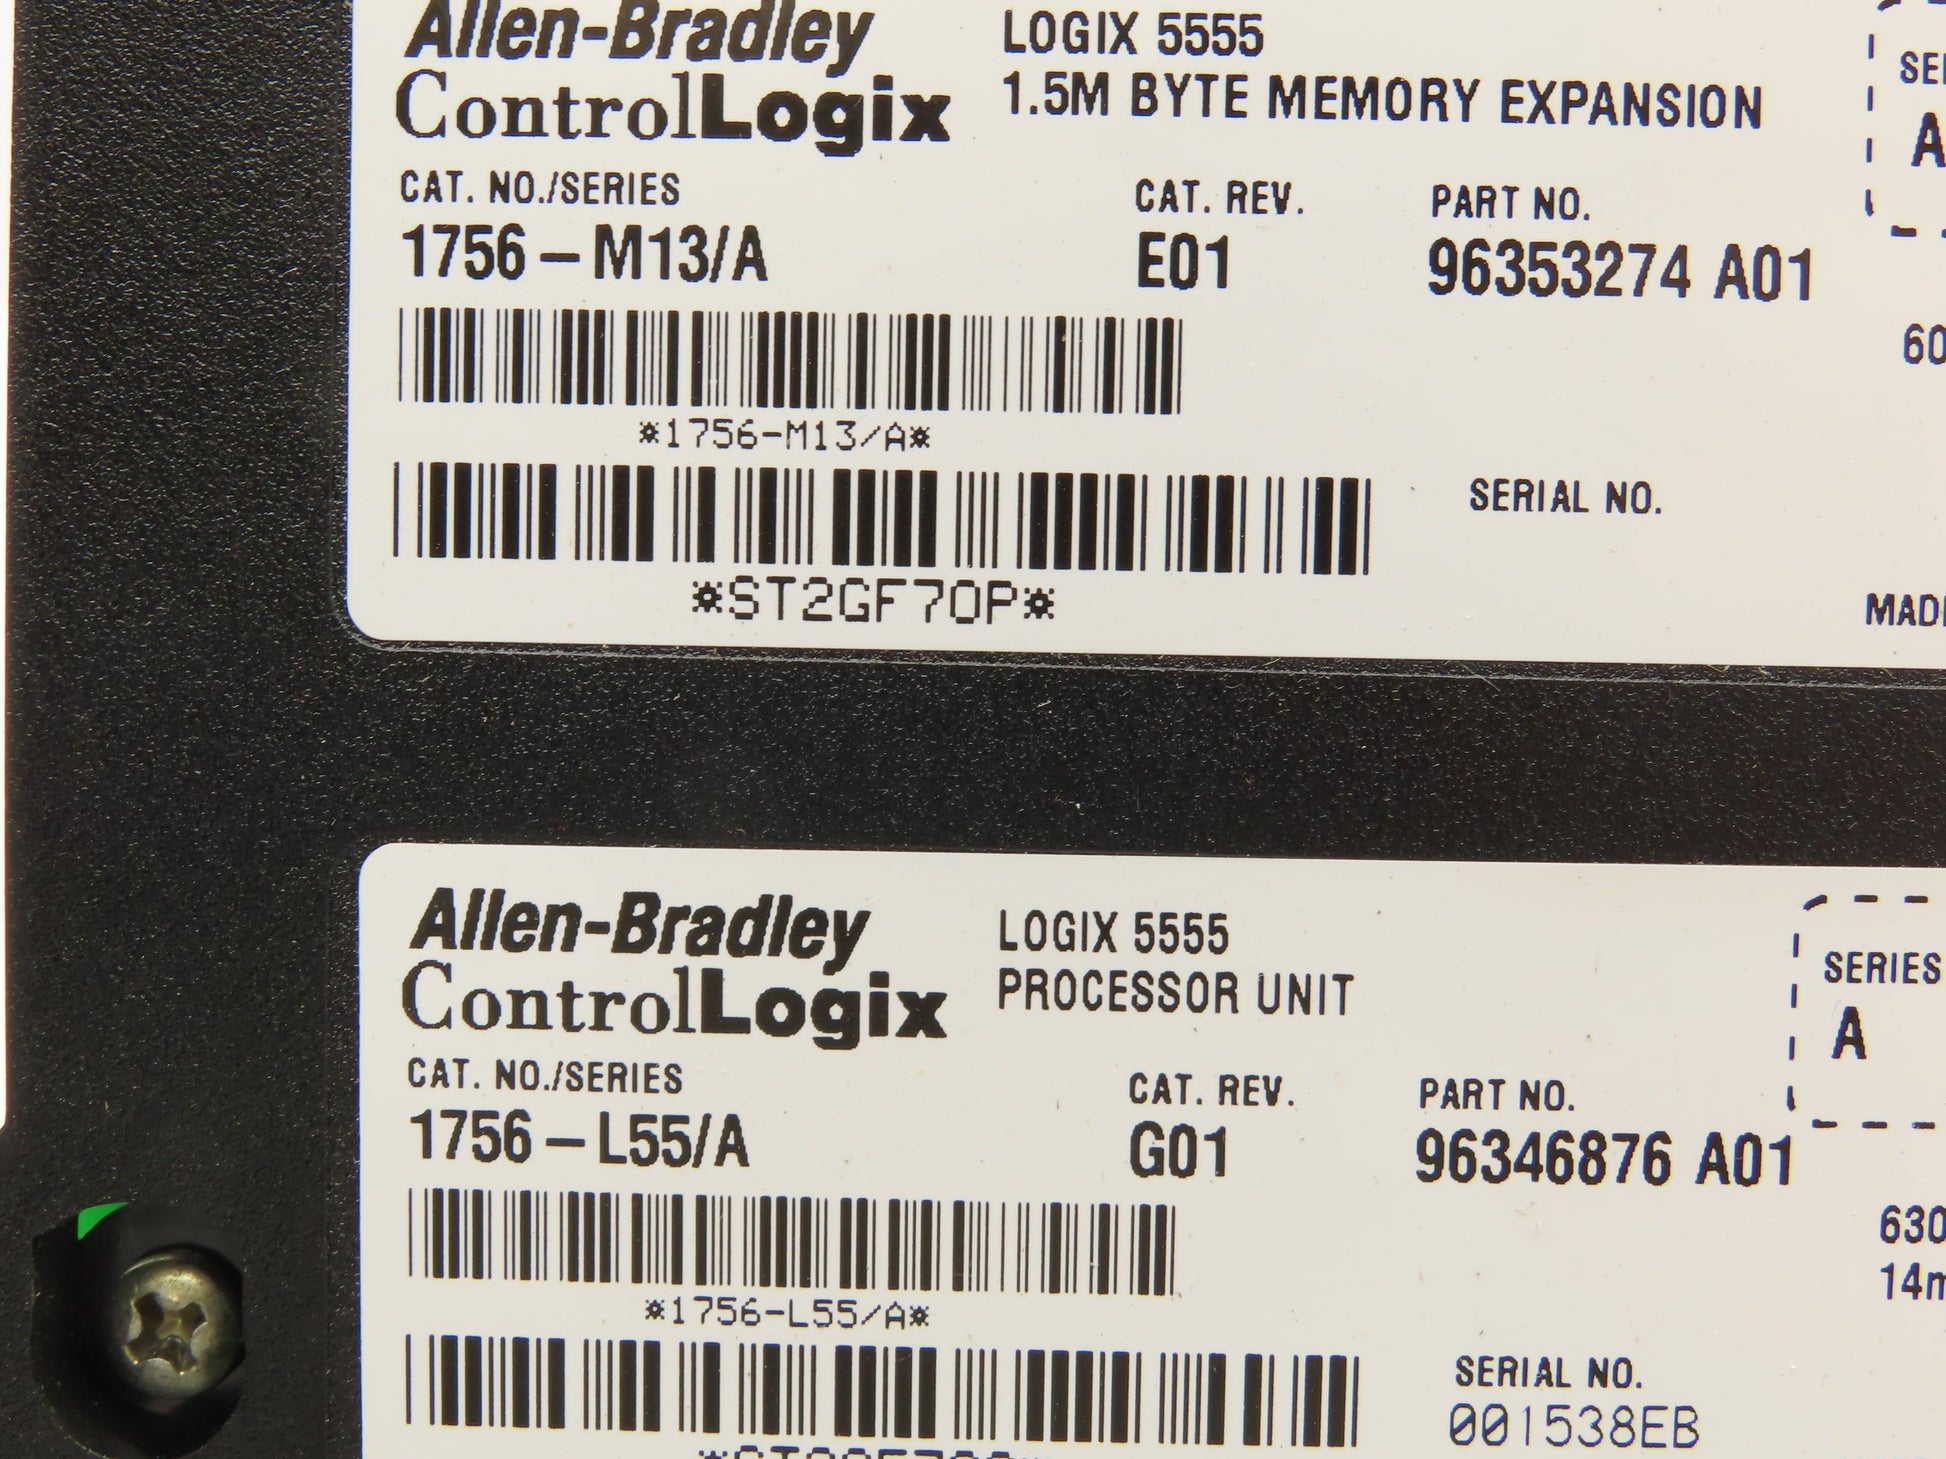 Allen-Bradley
ControlLogix
LOGIX 5555
1.5M BYTE MEMORY EXPANSION
A
CAT. NO./SERIES
1756-M13/A
CAT. REV.
E01
PART NO.
96353274 A01
*1756-M13/A*
SERIAL NO.
*ST2GF70P*
Allen-Bradley
ControlLogix
LOGIX 5555
PROCESSOR UNIT
SERIES
A
CAT. NO./SERIES
1756-L55/A
CAT. REV.
G01
PART NO.
96346876 A01
*1756-L55/A*
SERIAL NO.
001538EB